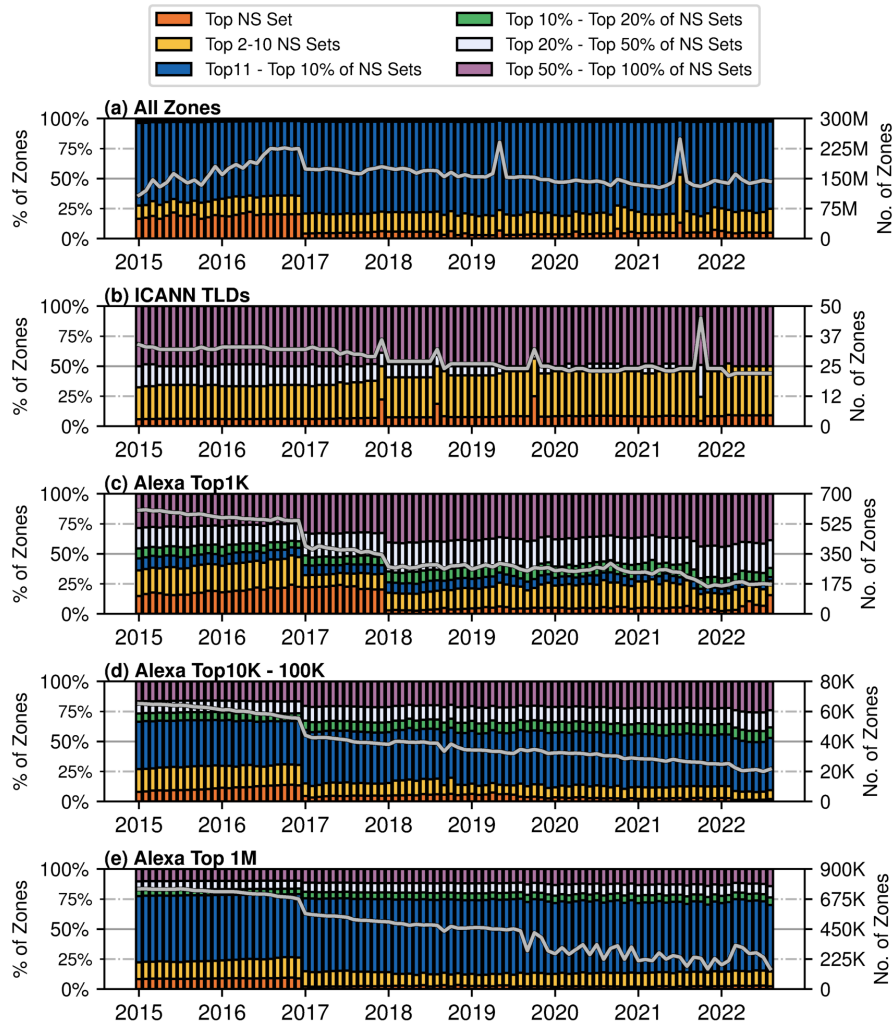 Top NS Set
Top 2-10 NS Sets
Top11 - Top 10% of NS Sets
Top 10% - Top 20% of NS Sets
Top 20% - Top 50% of NS Sets
Top 50% - Top 100% of NS Sets
(a) All Zones
100%
75%
50%
25%
0%
% of Zones
300M
225M
150M
75M
0
No. of Zones
2015 2016 2017 2018 2019 2020 2021 2022
(b) ICANN TLDs
100%
75%
50%
25%
0%
% of Zones
50
37
25
12
0
No. of Zones
2015 2016 2017 2018 2019 2020 2021 2022
(c) Alexa Top1K
100%
75%
50%
25%
0%
% of Zones
700
525
350
175
0
No. of Zones
2015 2016 2017 2018 2019 2020 2021 2022
(d) Alexa Top10K - 100K
100%
75%
50%
25%
0%
% of Zones
80K
60K
40K
20K
0
No. of Zones
2015 2016 2017 2018 2019 2020 2021 2022
(e) Alexa Top 1M
100%
75%
50%
25%
0%
% of Zones
900K
675K
450K
225K
0
No. of Zones
2015 2016 2017 2018 2019 2020 2021 2022